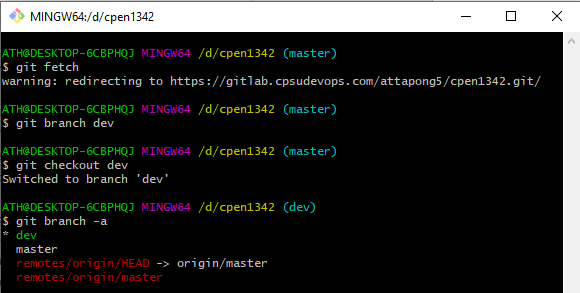 MINGW64:/d/cpen1342
ATH@DESKTOP-6CBPHQJ MINGW64 /d/cpen1342 (master)
$ git fetch
warning: redirecting to https://gitlab.cpsudevops.com/attapong5/cpen1342.git/
ATH@DESKTOP-6CBPHQJ MINGW64 /d/cpen1342 (master)
$ git branch dev
ATH@DESKTOP-6CBPHQJ MINGW64 /d/cpen1342 (master)
$ git checkout dev
Switched to branch 'dev'
ATH@DESKTOP-6CBPHQJ MINGW64 /d/cpen1342 (dev)
$ git branch -a
* dev
master
remotes/origin/HEAD -> origin/master
remotes/origin/master